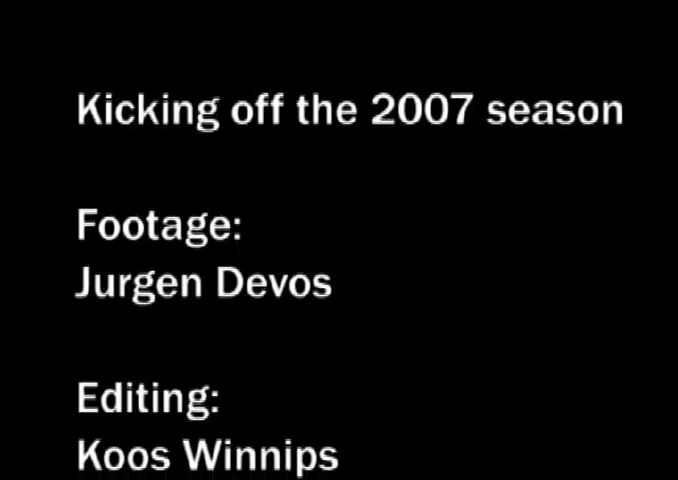 Kicking off the 2007 season
Footage:
Jurgen Devos
Editing:
Koos Winnips